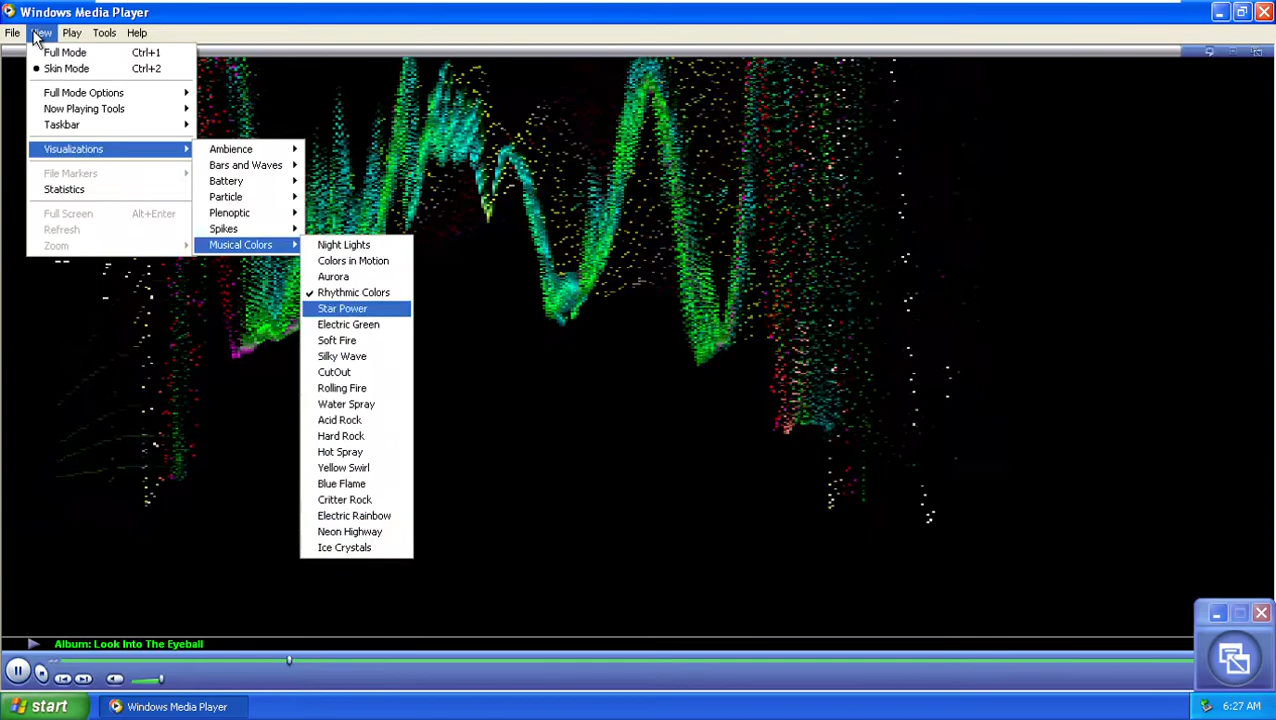 Windows Media Player
File View Play Tools Help
Full Mode Ctrl+1
Skin Mode Ctrl+2
Full Mode Options
Now Playing Tools
Taskbar
Visualizations
File Markers
Statistics
Full Screen Alt+Enter
Refresh
Zoom
Ambience
Bars and Waves
Battery
Particle
Plenoptic
Spikes
Musical Colors
Night Lights
Colors in Motion
Aurora
Rhythmic Colors
Star Power
Electric Green
Soft Fire
Silky Wave
CutOut
Rolling Fire
Water Spray
Acid Rock
Hard Rock
Hot Spray
Yellow Swirl
Blue Flame
Critter Rock
Electric Rainbow
Neon Highway
Ice Crystals
Album: Look Into The Eyeball
start Windows Media Player 6:27 AM